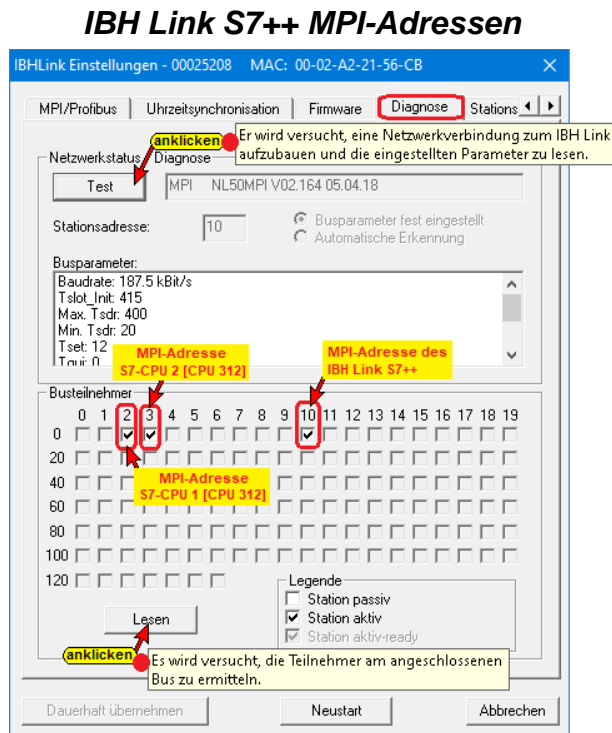 IBH Link S7++ MPI-Adressen
IBHLink Einstellungen - 00025208 MAC: 00-02-A2-21-56-CB
MPI/Profibus Uhrzeitsynchronisation Firmware Diagnose Stations
anklicken
Er wird versucht, eine Netzwerkverbindung zum IBH Link
aufzubauen und die eingestellten Parameter zu lesen.
Netzwerkstatus Diagnose
Test MPI NL50MPI V02.164 05.04.18
Stationsadresse: 10 Busparameter fest eingestellt
Automatische Erkennung
Busparameter:
Baudrate: 187.5 kBit/s
Tslot_Init: 415
Max. Tsdr: 400
Min. Tsdr: 20
Tset: 12
Tqui: 0
MPI-Adresse
S7-CPU 2 [CPU 312]
MPI-Adresse des
IBH Link S7++
Busteilnehmer
0 1 2 3 4 5 6 7 8 9 10 11 12 13 14 15 16 17 18 19
0
20
40
MPI-Adresse
S7-CPU 1 [CPU 312]
60
80
100
120
Legende
Station passiv
Station aktiv
Station aktiv-ready
Lesen
anklicken
Es wird versucht, die Teilnehmer am angeschlossenen
Bus zu ermitteln.
Dauerhaft übernehmen Neustart Abbrechen